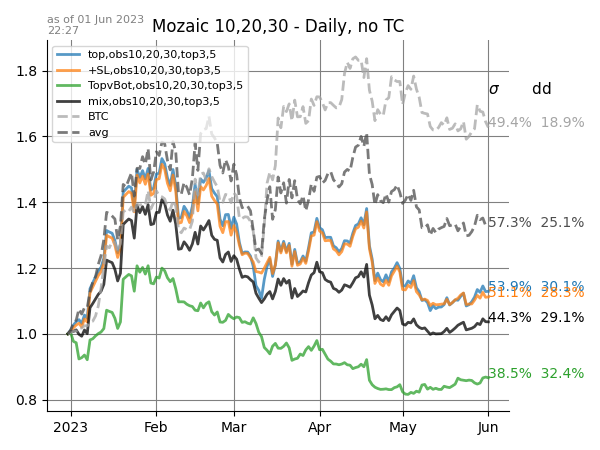 as of 01 Jun 2023
22:27
Mozaic 10,20,30 - Daily, no TC
top,obs10,20,30,top3,5
+SL,obs10,20,30,top3,5
TopvBot,obs10,20,30,top3,5
mix,obs10,20,30,top3,5
BTC
avg
σ dd
49.4% 18.9%
57.3% 25.1%
53.9% 30.1%
51.1% 28.3%
44.3% 29.1%
38.5% 32.4%
1.8
1.6
1.4
1.2
1.0
0.8
2023 Feb Mar Apr May Jun